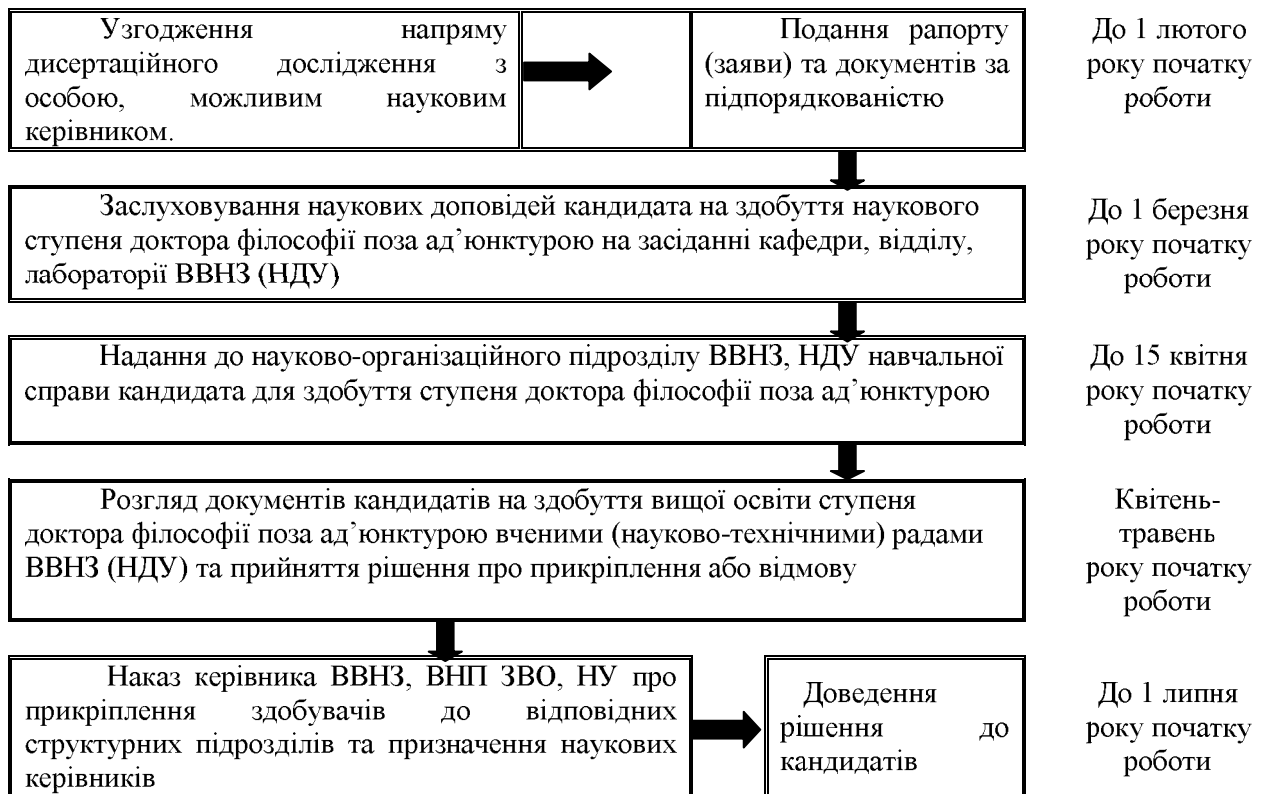 Узгодження напряму
дисертаційного дослідження з
особою, можливим науковим
керівником.
Подання рапорту
(заяви) та документів за
підпорядкованістю
До 1 лютого
року початку
роботи
Заслуховування наукових доповідей кандидата на здобуття наукового
ступеня доктора філософії поза ад’юнктурою на засіданні кафедри, відділу,
лабораторії ВВНЗ (НДУ)
До 1 березня
року початку
роботи
Надання до науково-організаційного підрозділу ВВНЗ, НДУ навчальної
справи кандидата для здобуття ступеня доктора філософії поза ад’юнктурою
До 15 квітня
року початку
роботи
Розгляд документів кандидатів на здобуття вищої освіти ступеня
доктора філософії поза ад’юнктурою вченими (науково-технічними) радами
ВВНЗ (НДУ) та прийняття рішення про прикріплення або відмову
Квітень-
травень
року початку
роботи
Наказ керівника ВВНЗ, ВНП ЗВО, НУ про
прикріплення здобувачів до відповідних
структурних підрозділів та призначення наукових
керівників
Доведення
рішення до
кандидатів
До 1 липня
року початку
роботи